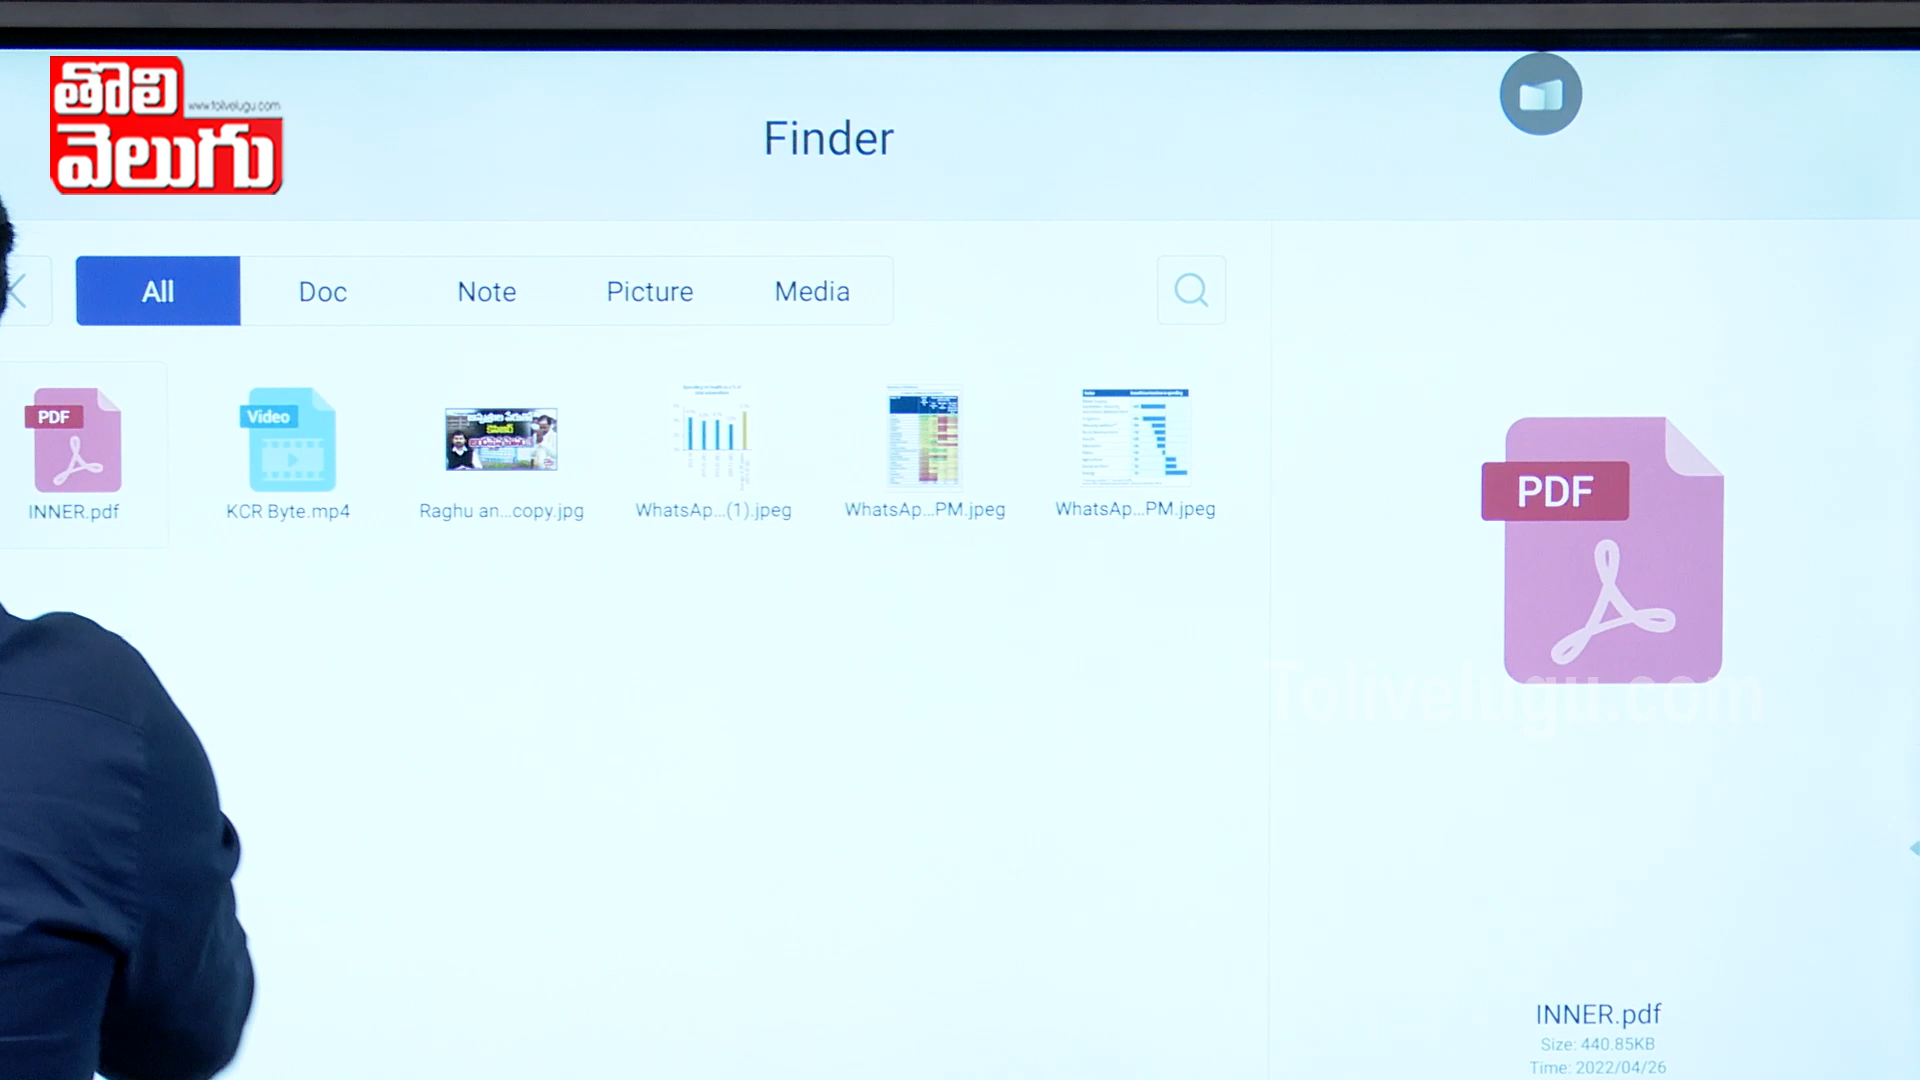 తొలి
వెలుగు
www.tolivelugu.com
Finder
All
Doc
Note
Picture
Media
PDF
INNER.pdf
Video
KCR Byte.mp4
Raghu an...copy.jpg
WhatsAp...(1).jpeg
WhatsAp...PM.jpeg
WhatsAp...PM.jpeg
PDF
Tolivelugu.com
INNER.pdf
Size: 440.85KB
Time: 2022/04/26